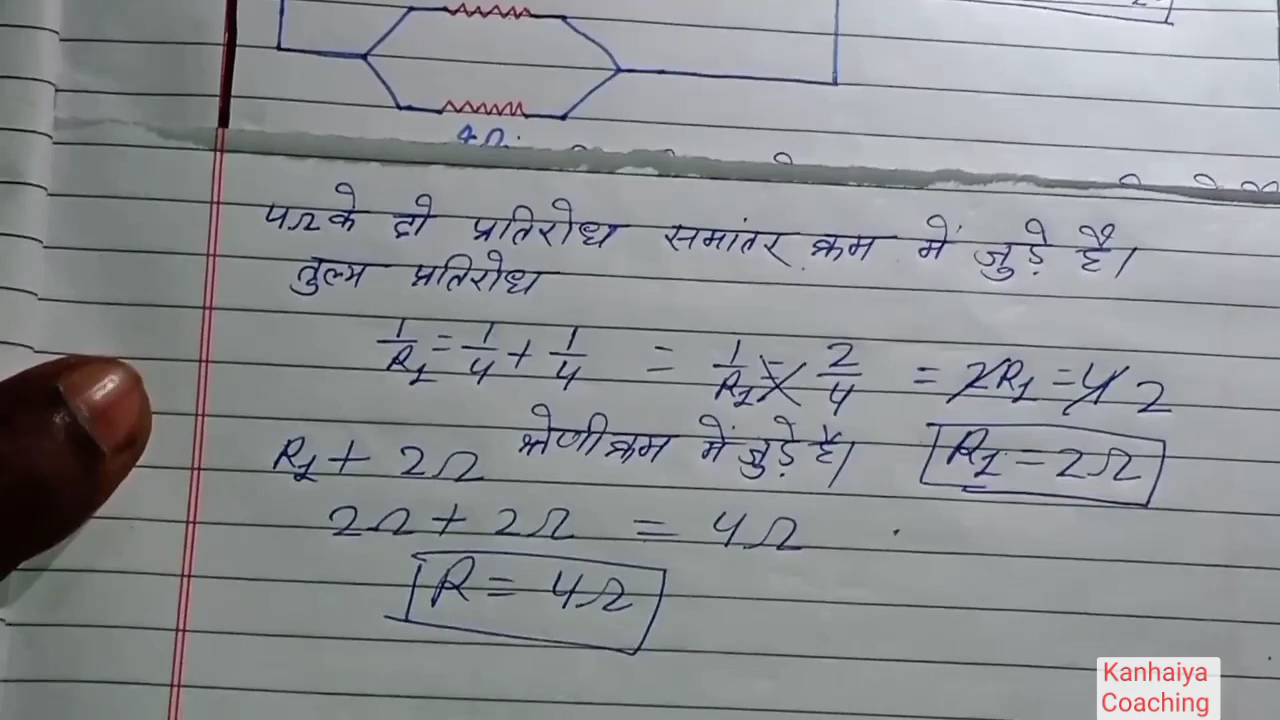 4Ω
4Ω के दो प्रतिरोध समांतर क्रम में जुड़े है।
तुल्य प्रतिरोध
1/R1 = 1/4 + 1/4 = 1/R1 = 2/4 = 2R1 = 4 2
R1 + 2Ω श्रेणीक्रम में जुड़े है। R1 = 2Ω
2Ω + 2Ω = 4Ω
R = 4Ω
Kanhaiya
Coaching